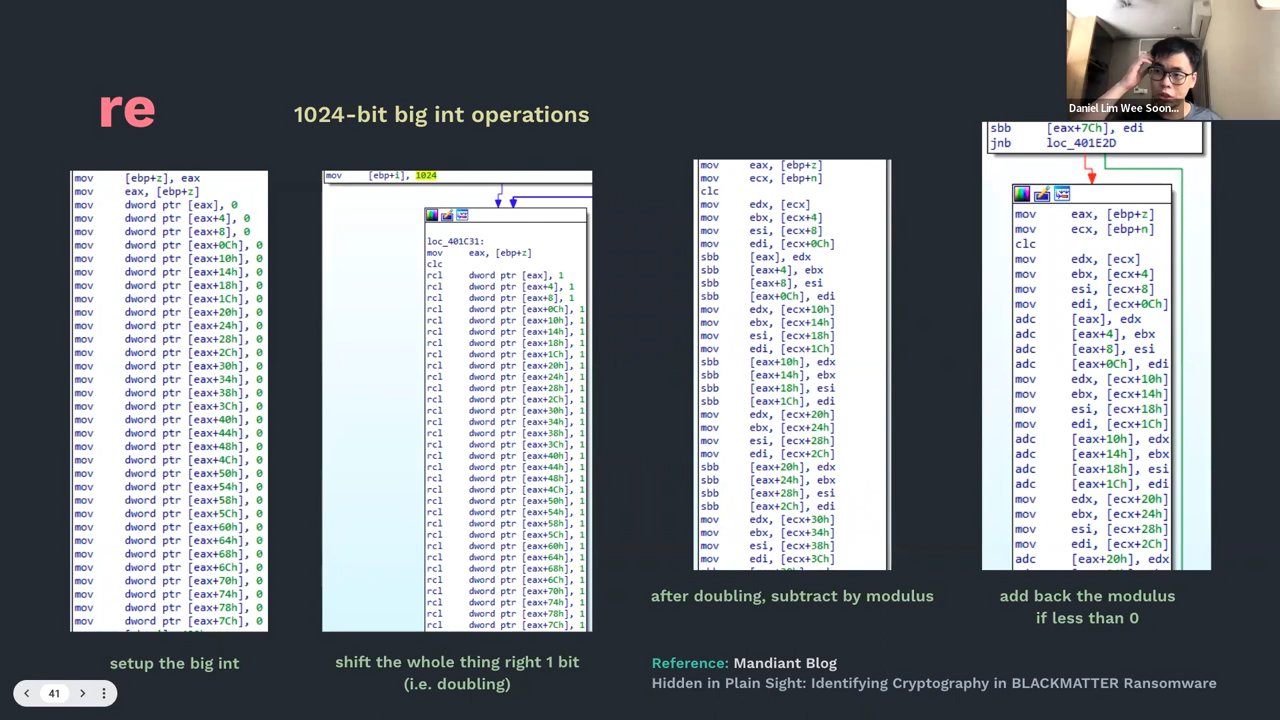 re
1024-bit big int operations
Daniel Lim Wee Soon...
mov [ebp+z], eax
mov eax, [ebp+z]
mov dword ptr [eax], 0
mov dword ptr [eax+4], 0
mov dword ptr [eax+8], 0
mov dword ptr [eax+0Ch], 0
mov dword ptr [eax+10h], 0
mov dword ptr [eax+14h], 0
mov dword ptr [eax+18h], 0
mov dword ptr [eax+1Ch], 0
mov dword ptr [eax+20h], 0
mov dword ptr [eax+24h], 0
mov dword ptr [eax+28h], 0
mov dword ptr [eax+2Ch], 0
mov dword ptr [eax+30h], 0
mov dword ptr [eax+34h], 0
mov dword ptr [eax+38h], 0
mov dword ptr [eax+3Ch], 0
mov dword ptr [eax+40h], 0
mov dword ptr [eax+44h], 0
mov dword ptr [eax+48h], 0
mov dword ptr [eax+4Ch], 0
mov dword ptr [eax+50h], 0
mov dword ptr [eax+54h], 0
mov dword ptr [eax+58h], 0
mov dword ptr [eax+5Ch], 0
mov dword ptr [eax+60h], 0
mov dword ptr [eax+64h], 0
mov dword ptr [eax+68h], 0
mov dword ptr [eax+6Ch], 0
mov dword ptr [eax+70h], 0
mov dword ptr [eax+74h], 0
mov dword ptr [eax+78h], 0
mov dword ptr [eax+7Ch], 0
setup the big int
mov [ebp+i], 1024
loc_401C31:
mov eax, [ebp+z]
clc
rcl dword ptr [eax], 1
rcl dword ptr [eax+4], 1
rcl dword ptr [eax+8], 1
rcl dword ptr [eax+0Ch], 1
rcl dword ptr [eax+10h], 1
rcl dword ptr [eax+14h], 1
rcl dword ptr [eax+18h], 1
rcl dword ptr [eax+1Ch], 1
rcl dword ptr [eax+20h], 1
rcl dword ptr [eax+24h], 1
rcl dword ptr [eax+28h], 1
rcl dword ptr [eax+2Ch], 1
rcl dword ptr [eax+30h], 1
rcl dword ptr [eax+34h], 1
rcl dword ptr [eax+38h], 1
rcl dword ptr [eax+3Ch], 1
rcl dword ptr [eax+40h], 1
rcl dword ptr [eax+44h], 1
rcl dword ptr [eax+48h], 1
rcl dword ptr [eax+4Ch], 1
rcl dword ptr [eax+50h], 1
rcl dword ptr [eax+54h], 1
rcl dword ptr [eax+58h], 1
rcl dword ptr [eax+5Ch], 1
rcl dword ptr [eax+60h], 1
rcl dword ptr [eax+64h], 1
rcl dword ptr [eax+68h], 1
rcl dword ptr [eax+6Ch], 1
rcl dword ptr [eax+70h], 1
rcl dword ptr [eax+74h], 1
rcl dword ptr [eax+78h], 1
rcl dword ptr [eax+7Ch], 1
shift the whole thing right 1 bit
(i.e. doubling)
mov eax, [ebp+z]
mov ecx, [ebp+n]
clc
mov edx, [ecx]
mov ebx, [ecx+4]
mov esi, [ecx+8]
mov edi, [ecx+0Ch]
sbb [eax], edx
sbb [eax+4], ebx
sbb [eax+8], esi
sbb [eax+0Ch], edi
mov edx, [ecx+10h]
mov ebx, [ecx+14h]
mov esi, [ecx+18h]
mov edi, [ecx+1Ch]
sbb [eax+10h], edx
sbb [eax+14h], ebx
sbb [eax+18h], esi
sbb [eax+1Ch], edi
mov edx, [ecx+20h]
mov ebx, [ecx+24h]
mov esi, [ecx+28h]
mov edi, [ecx+2Ch]
sbb [eax+20h], edx
sbb [eax+24h], ebx
sbb [eax+28h], esi
sbb [eax+2Ch], edi
mov edx, [ecx+30h]
mov ebx, [ecx+34h]
mov esi, [ecx+38h]
mov edi, [ecx+3Ch]
after doubling, subtract by modulus
sbb [eax+7Ch], edi
jnb loc_401E2D
mov eax, [ebp+z]
mov ecx, [ebp+n]
clc
mov edx, [ecx]
mov ebx, [ecx+4]
mov esi, [ecx+8]
mov edi, [ecx+0Ch]
adc [eax], edx
adc [eax+4], ebx
adc [eax+8], esi
adc [eax+0Ch], edi
mov edx, [ecx+10h]
mov ebx, [ecx+14h]
mov esi, [ecx+18h]
mov edi, [ecx+1Ch]
adc [eax+10h], edx
adc [eax+14h], ebx
adc [eax+18h], esi
adc [eax+1Ch], edi
mov edx, [ecx+20h]
mov ebx, [ecx+24h]
mov esi, [ecx+28h]
mov edi, [ecx+2Ch]
adc [eax+20h], edx
add back the modulus
if less than 0
Reference: Mandiant Blog
Hidden in Plain Sight: Identifying Cryptography in BLACKMATTER Ransomware
41